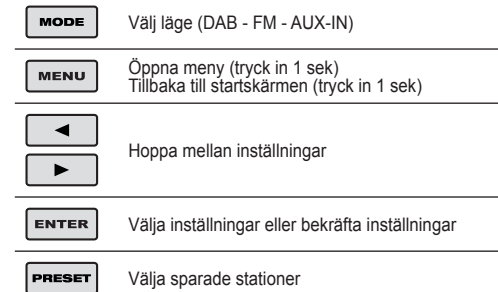 MODE Välj läge (DAB - FM - AUX-IN)
MENU Öppna meny (tryck in 1 sek)
Tillbaka till startskärmen (tryck in 1 sek)
◄
► Hoppa mellan inställningar
ENTER Välja inställningar eller bekräfta inställningar
PRESET Välja sparade stationer